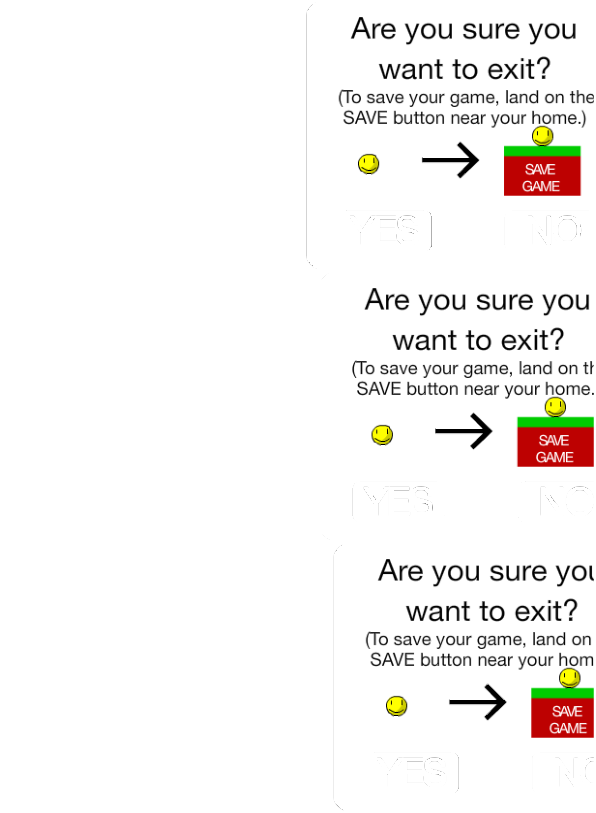 Are you sure you
want to exit?
(To save your game, land on the
SAVE button near your home.)
SAVE
GAME
YES NO
Are you sure you
want to exit?
(To save your game, land on th
SAVE button near your home.
SAVE
GAME
YES NO
Are you sure you
want to exit?
(To save your game, land on
SAVE button near your hom
SAVE
GAME
YES NO